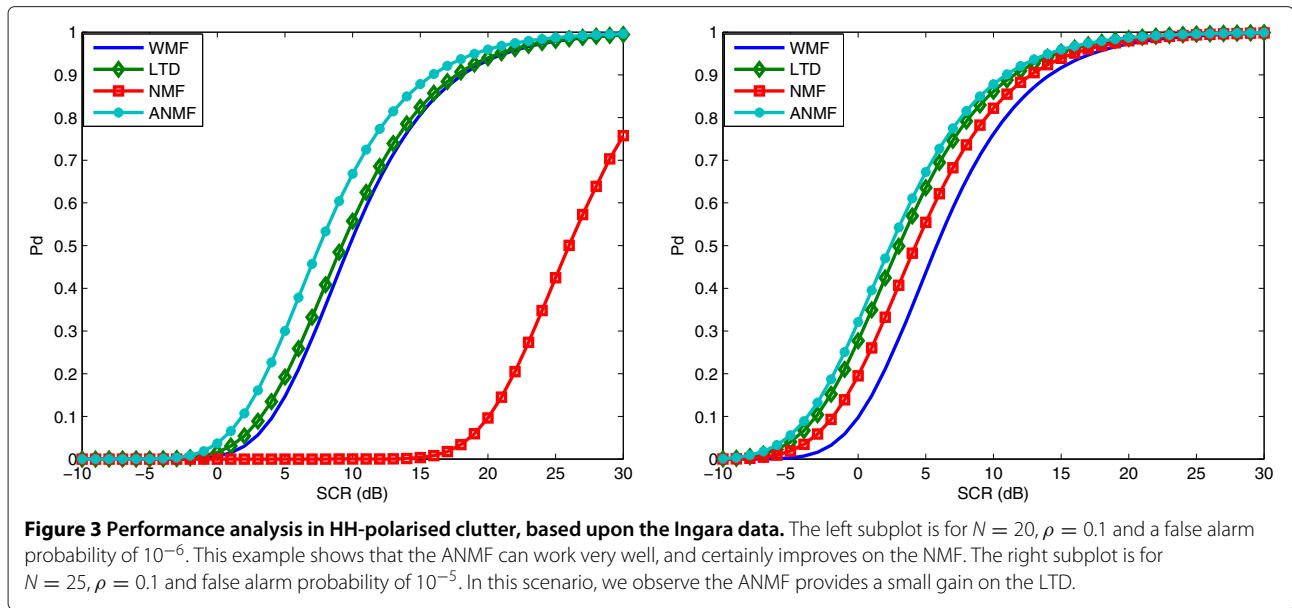 1
0.9
0.8
0.7
0.6
0.5
0.4
0.3
0.2
0.1
0
Pd
WMF
LTD
NMF
ANMF
−10 −5 0 5 10 15 20 25 30
SCR (dB)
1
0.9
0.8
0.7
0.6
0.5
0.4
0.3
0.2
0.1
0
Pd
WMF
LTD
NMF
ANMF
−10 −5 0 5 10 15 20 25 30
SCR (dB)
Figure 3 Performance analysis in HH-polarised clutter, based upon the Ingara data. The left subplot is for N = 20, ρ = 0.1 and a false alarm
probability of 10⁻⁶. This example shows that the ANMF can work very well, and certainly improves on the NMF. The right subplot is for
N = 25, ρ = 0.1 and false alarm probability of 10⁻⁵. In this scenario, we observe the ANMF provides a small gain on the LTD.